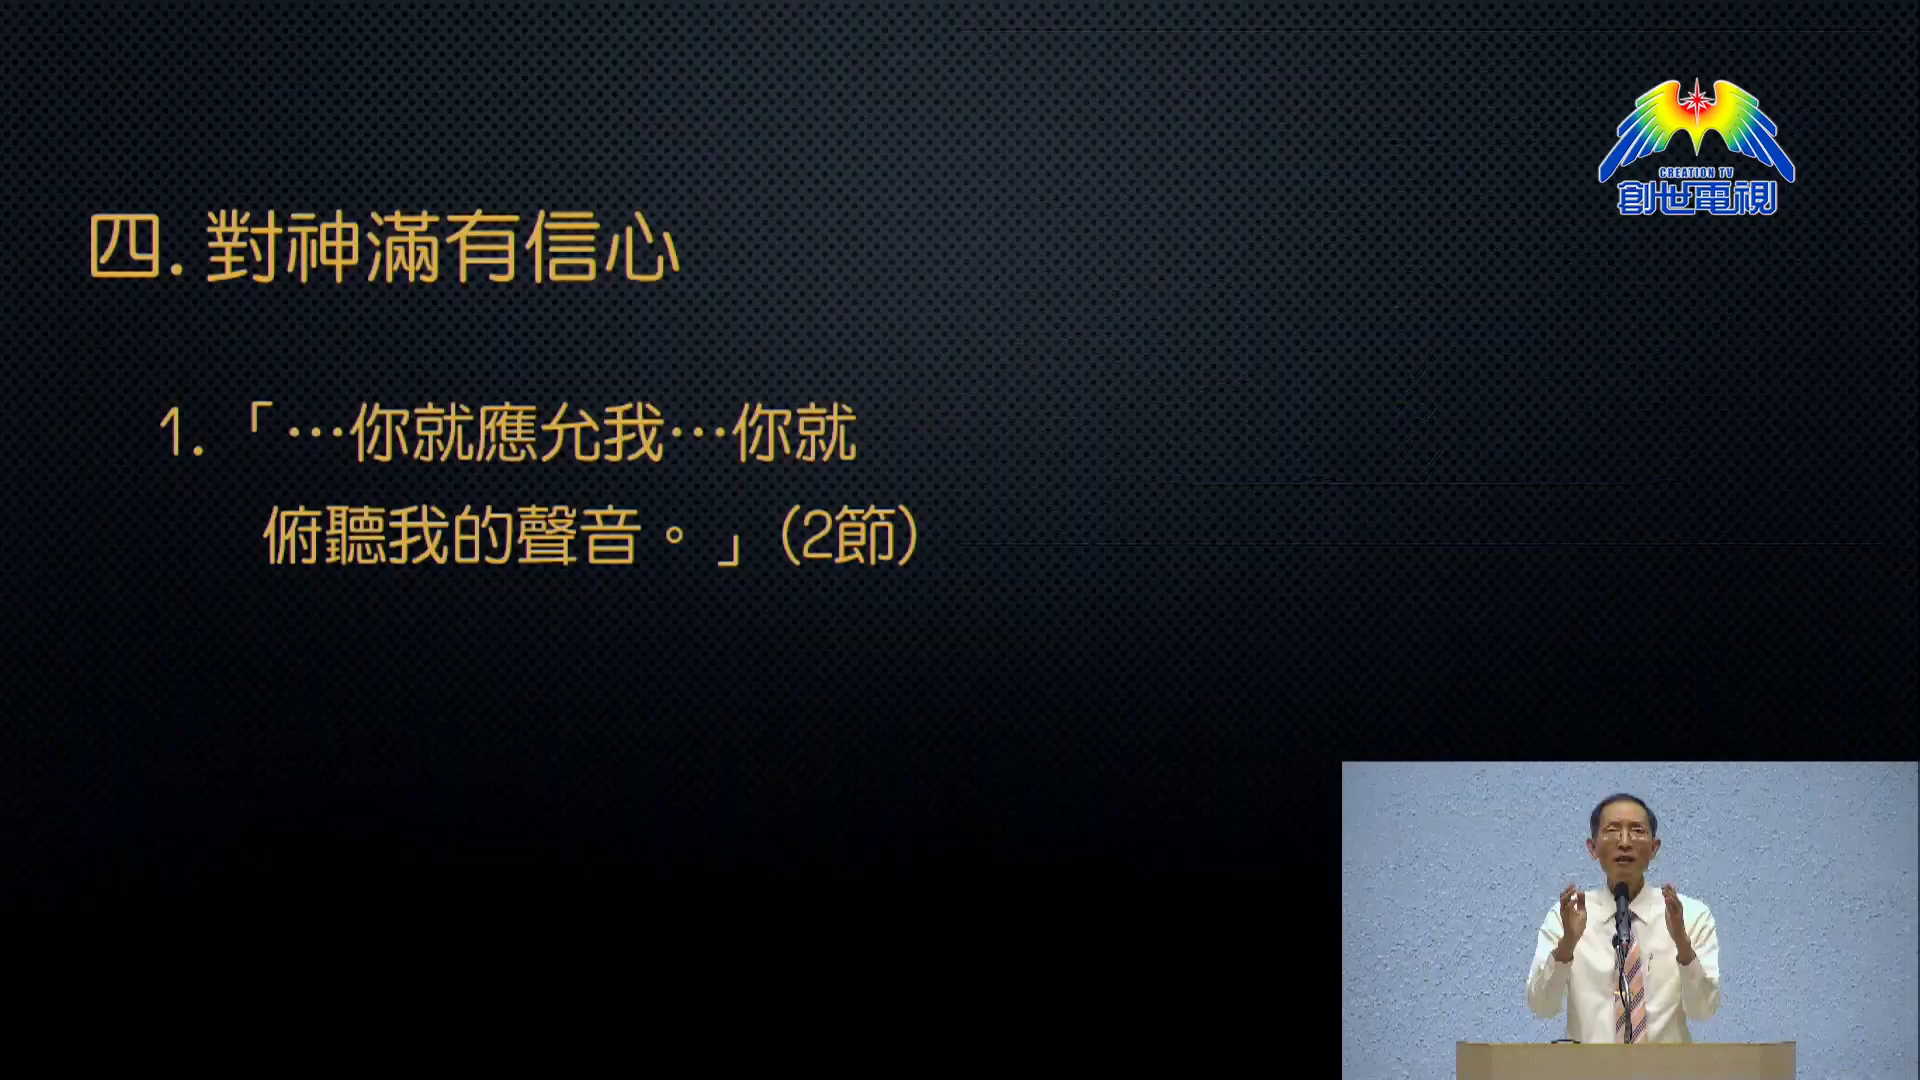 CREATION TV
創世電視
四. 對神滿有信心
1. 「…你就應允我…你就
俯聽我的聲音。」(2節)